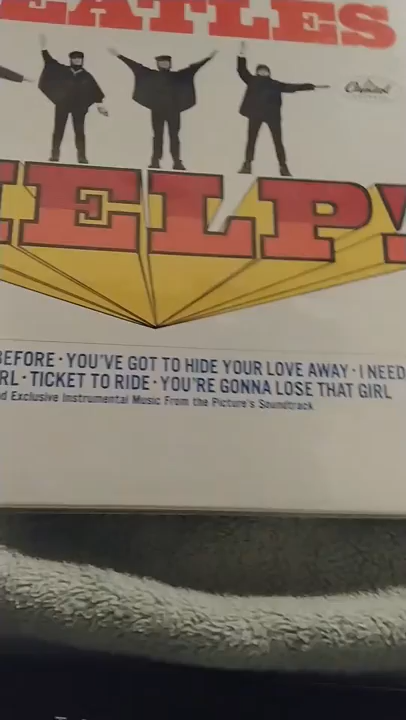 EATLES
Capitol
HELP!
BEFORE · YOU'VE GOT TO HIDE YOUR LOVE AWAY · I NEED
RL · TICKET TO RIDE · YOU'RE GONNA LOSE THAT GIRL
d Exclusive Instrumental Music From the Picture's Soundtrack